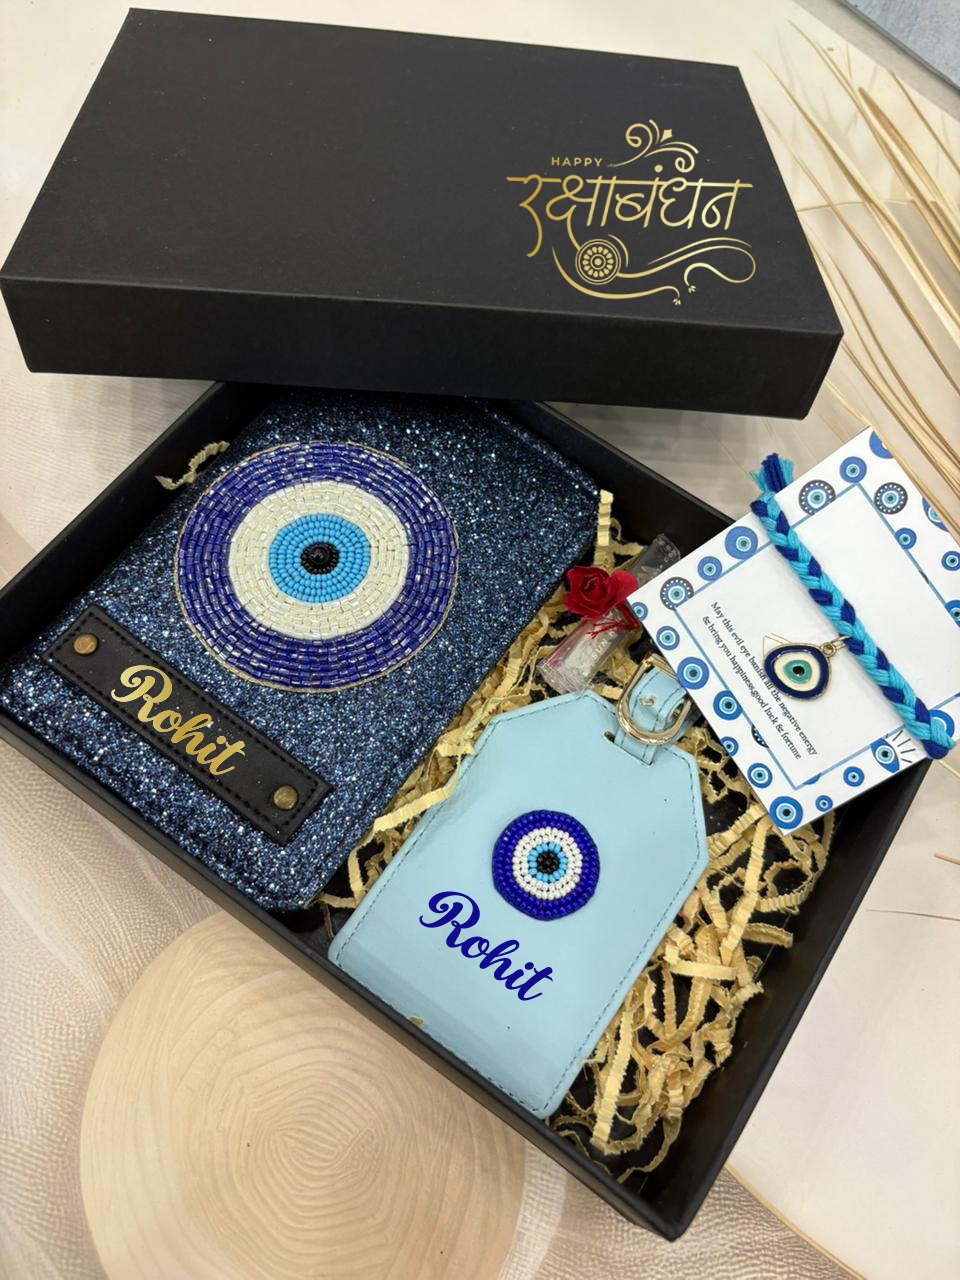 HAPPY
रक्षाबंधन
Rohit
Rohit
May this evil eye banish all the negative energy
& bring you happiness, good luck & fortune